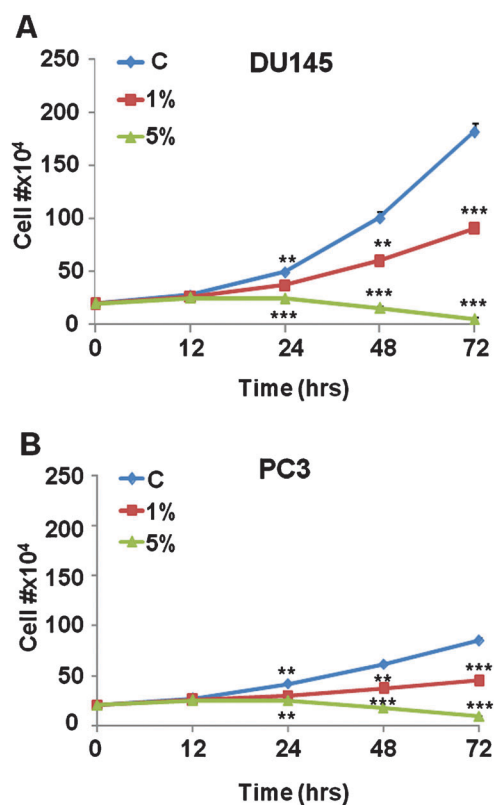 A
DU145
C
1%
5%
250
200
150
100
50
0
Cell #x10⁴
** ** ***
*** *** ***
0 12 24 48 72
Time (hrs)
B
PC3
C
1%
5%
250
200
150
100
50
0
Cell #x10⁴
** ** ***
** *** ***
0 12 24 48 72
Time (hrs)